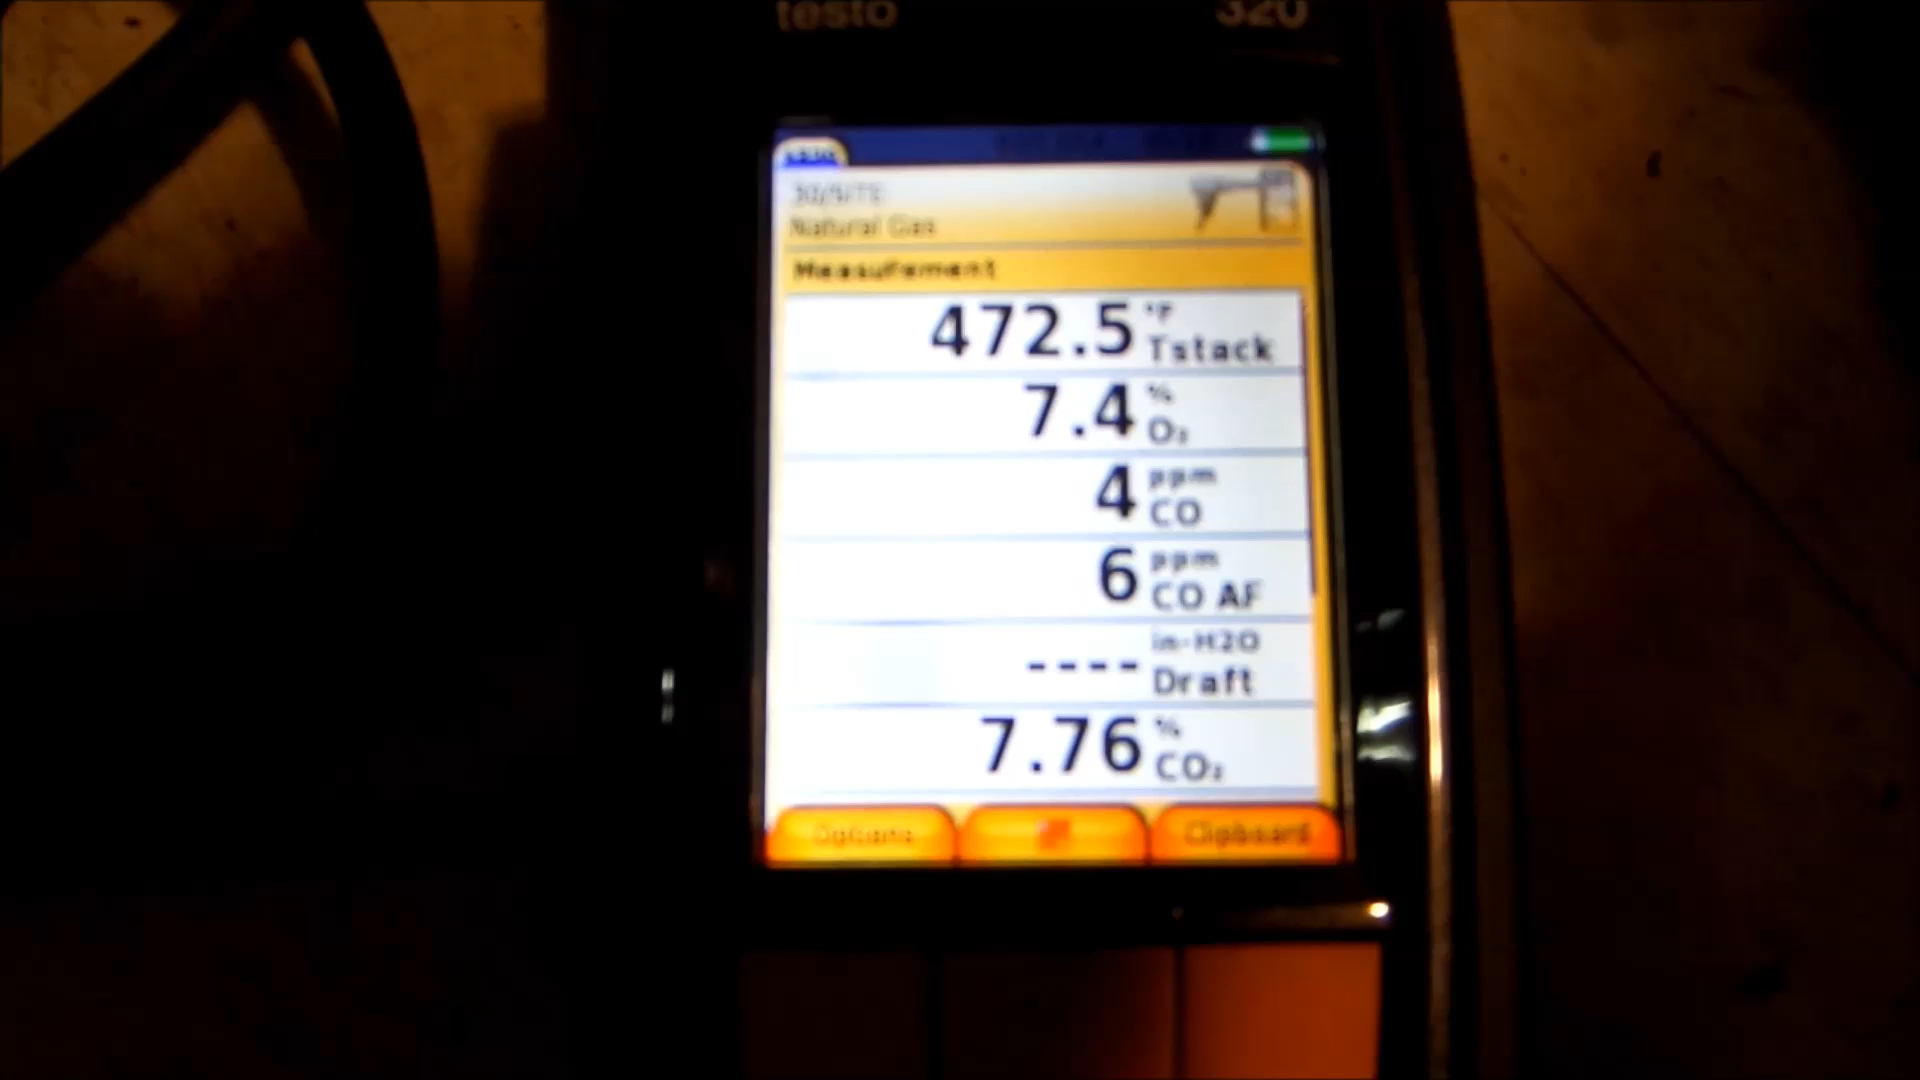 testo 320
Natural Gas
Measurement
472.5 °F Tstack
7.4 % O₂
4 ppm CO
6 ppm CO AF
---- in-H2O Draft
7.76 % CO₂
Options Clipboard